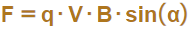 F = q · V · B · sin(α)